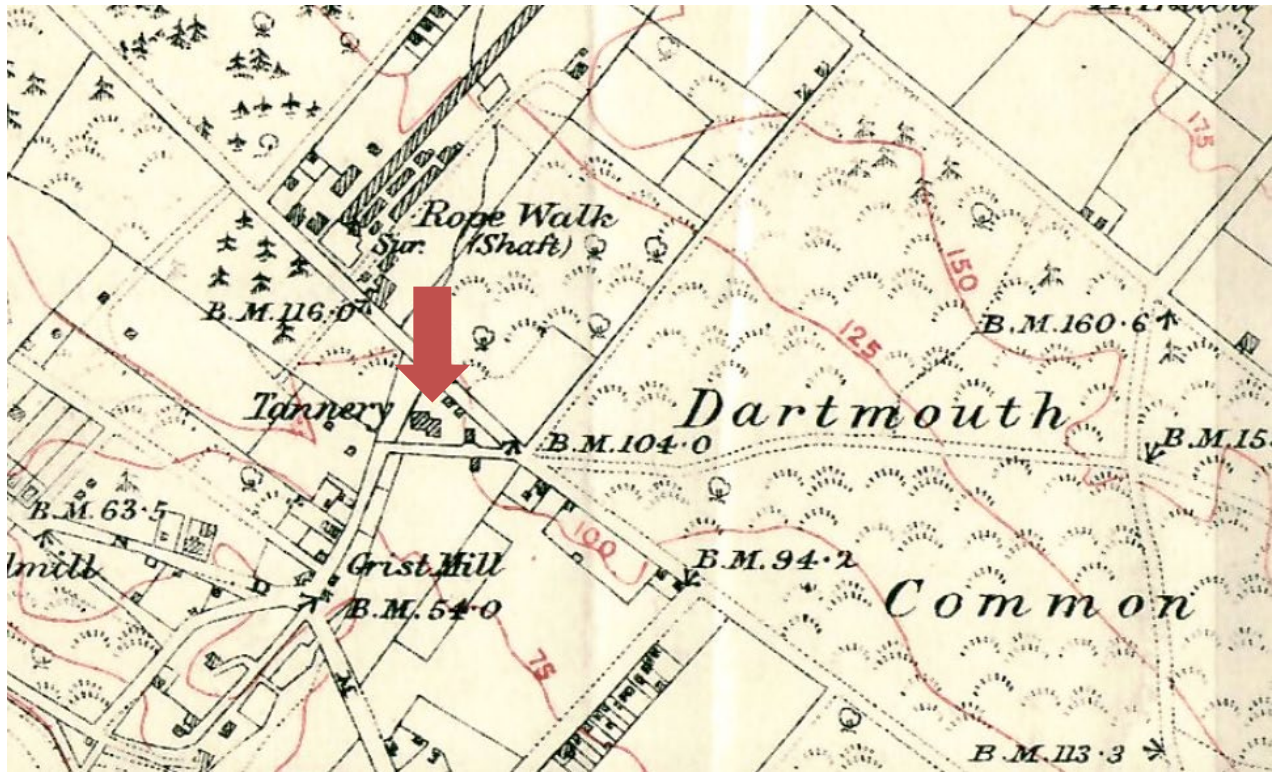 175
Rope Walk
Sur. (Shaft)
150
B.M.116·0
B.M.160·6
125
Tannery
Dartmouth
B.M.104·0
B.M.15
B.M.63·5
100
Grist Mill
B.M.94·2
B.M.54·0
Common
75
B.M.113·3